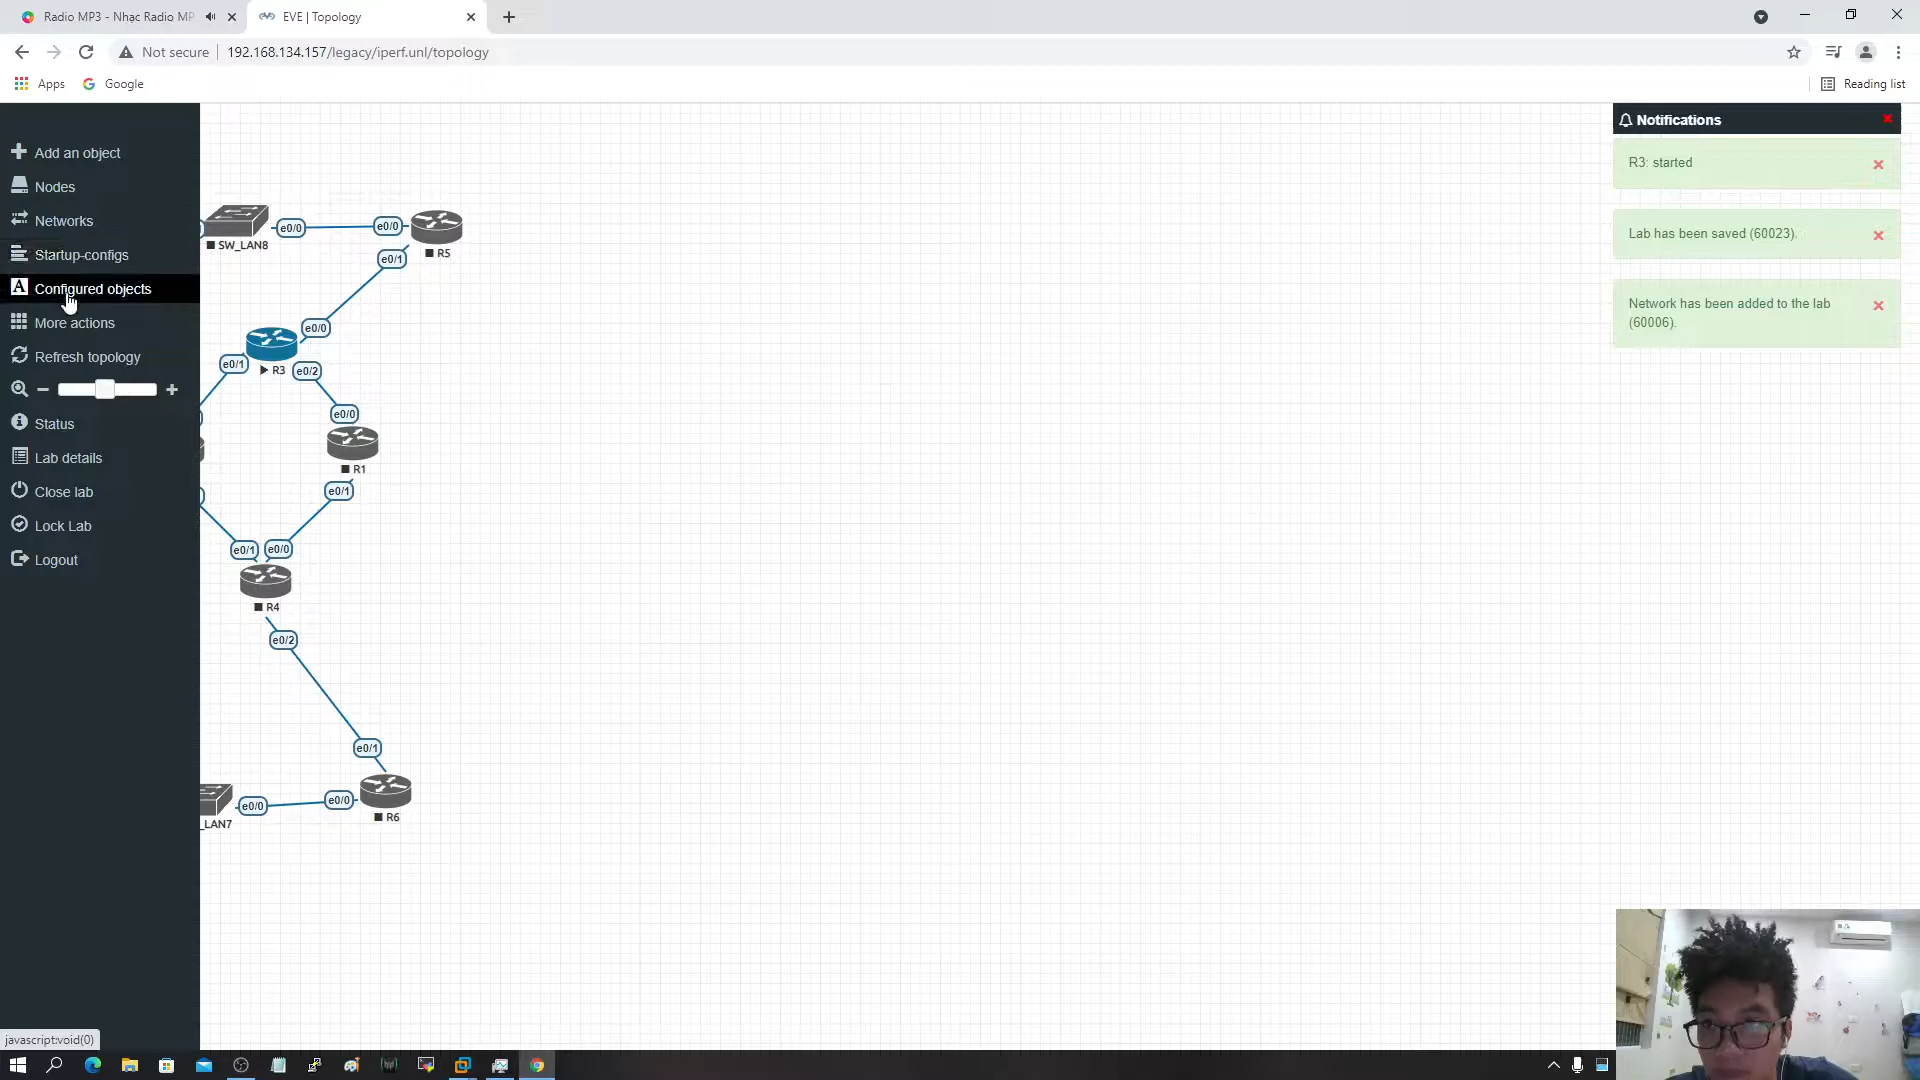 Radio MP3 - Nhạc Radio MP
EVE | Topology
Not secure
192.168.134.157/legacy/iperf.unl/topology
Apps
Google
Reading list
Add an object
Nodes
Networks
Startup-configs
Configured objects
More actions
Refresh topology
Status
Lab details
Close lab
Lock Lab
Logout
SW_LAN8
e0/0
e0/0
R5
e0/1
e0/0
e0/1
R3
e0/2
e0/0
R1
e0/1
e0/1
e0/0
R4
e0/2
e0/1
e0/0
e0/0
R6
_LAN7
Notifications
R3: started
Lab has been saved (60023).
Network has been added to the lab
(60006).
javascript:void(0)